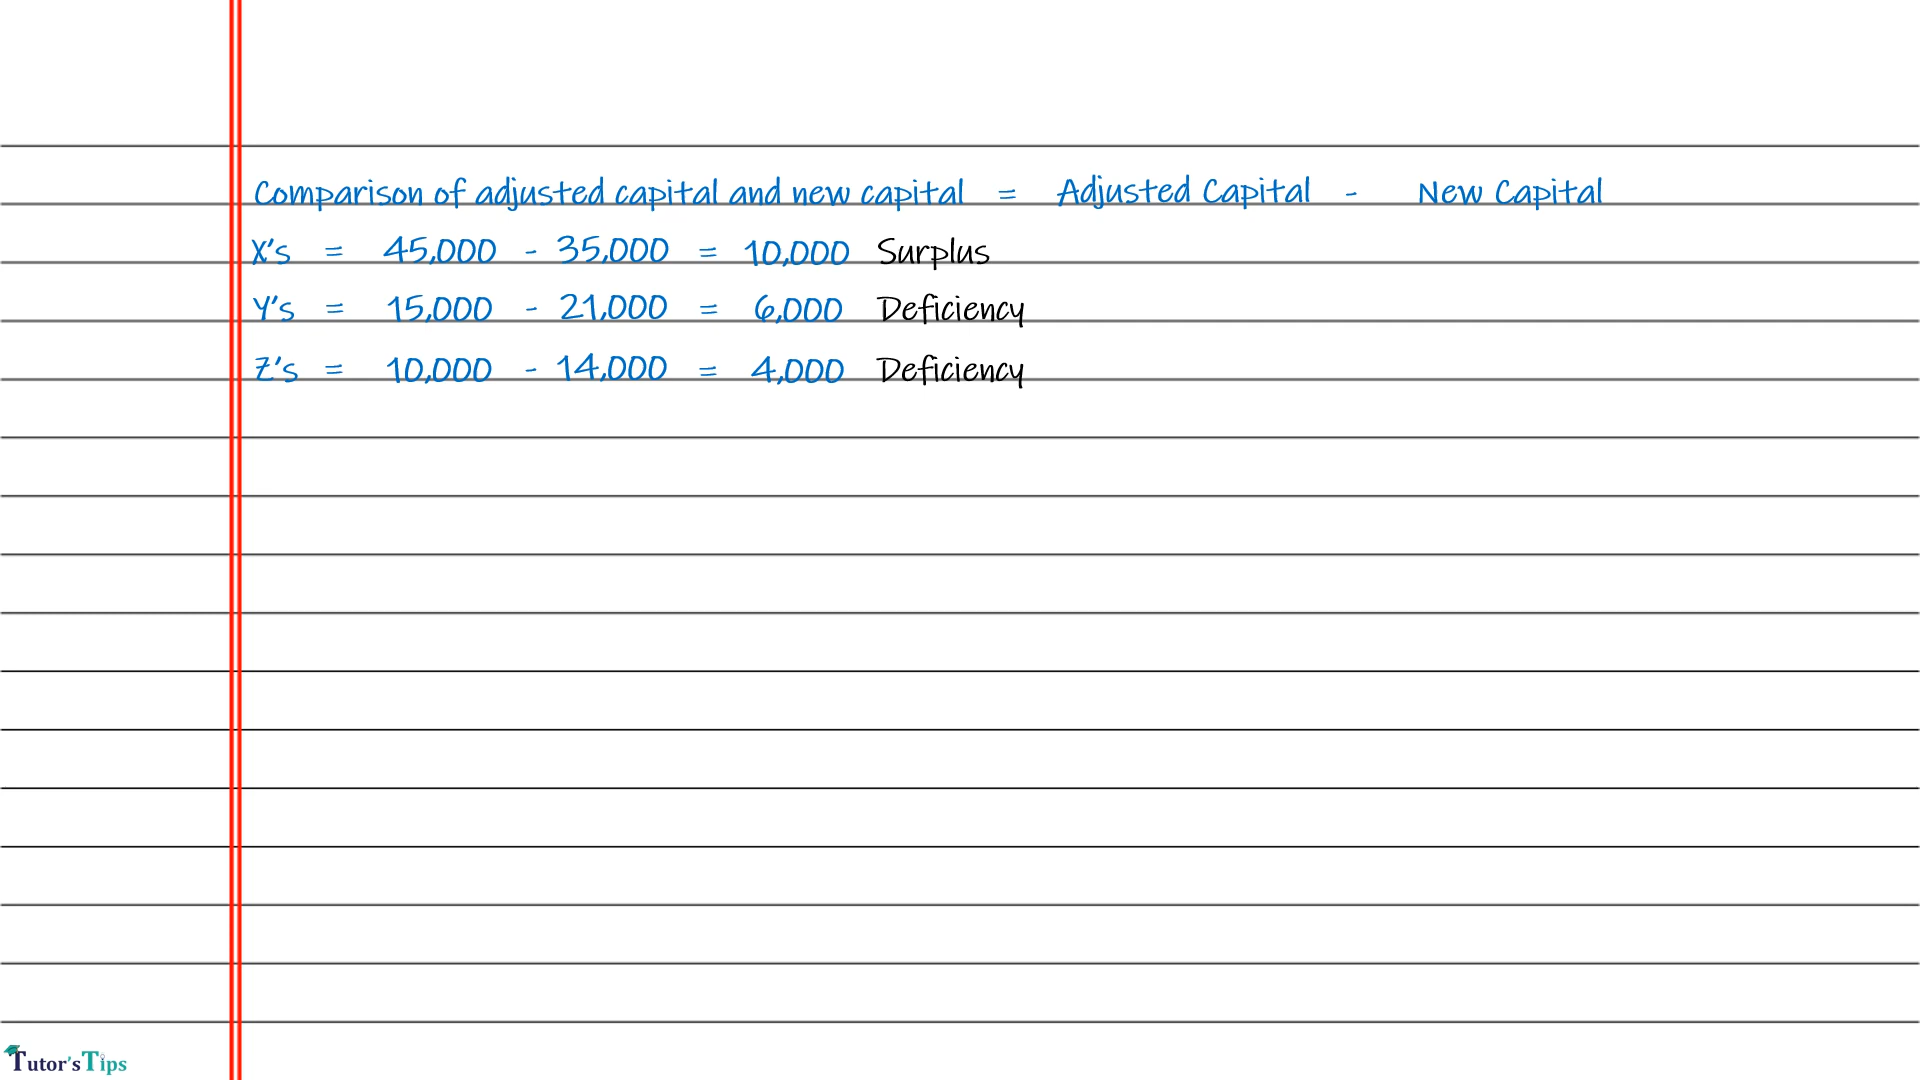 Comparison of adjusted capital and new capital = Adjusted Capital - New Capital
X's = 45,000 - 35,000 = 10,000 Surplus
Y's = 15,000 - 21,000 = 6,000 Deficiency
Z's = 10,000 - 14,000 = 4,000 Deficiency
Tutor'sTips